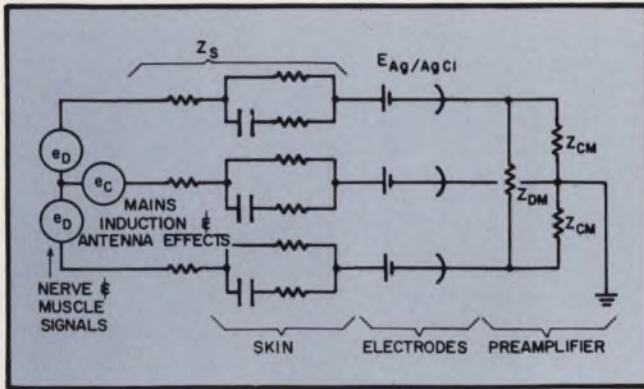 Z_S
E_Ag/AgCl
e_D
e_C
e_D
MAINS
INDUCTION &
ANTENNA EFFECTS
NERVE &
MUSCLE
SIGNALS
Z_CM
Z_DM
Z_CM
SKIN
ELECTRODES
PREAMPLIFIER